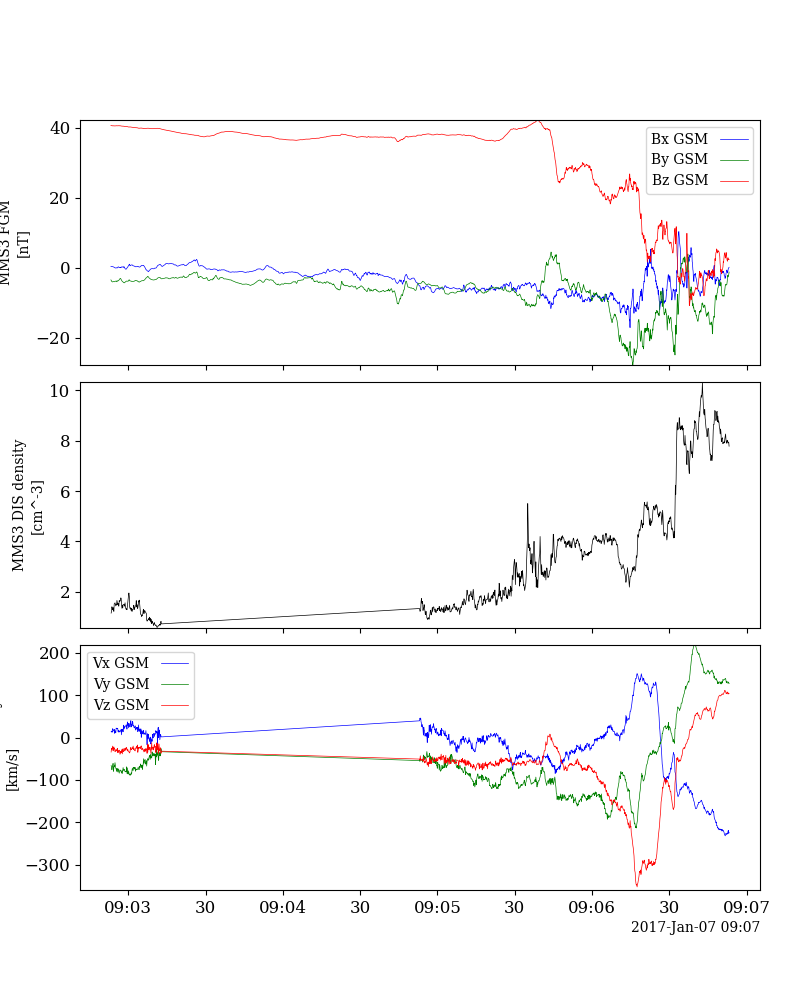 40
20
0
−20
MMS3 FGM
[nT]
Bx GSM
By GSM
Bz GSM
10
8
6
4
2
MMS3 DIS density
[cm^-3]
200
100
0
−100
−200
−300
[km/s]
Vx GSM
Vy GSM
Vz GSM
09:03 30 09:04 30 09:05 30 09:06 30 09:07
2017-Jan-07 09:07